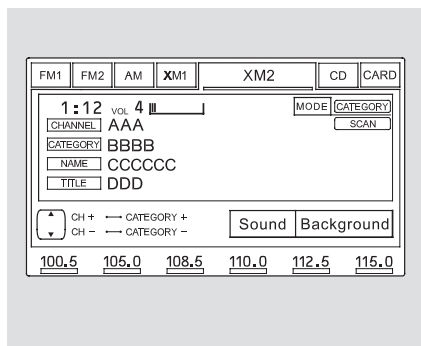 FM1 FM2 AM XM1 XM2 CD CARD
1:12 VOL 4 MODE CATEGORY
CHANNEL AAA SCAN
CATEGORY BBBB
NAME CCCCCC
TITLE DDD
CH + CATEGORY +
CH – CATEGORY –
Sound Background
100.5 105.0 108.5 110.0 112.5 115.0